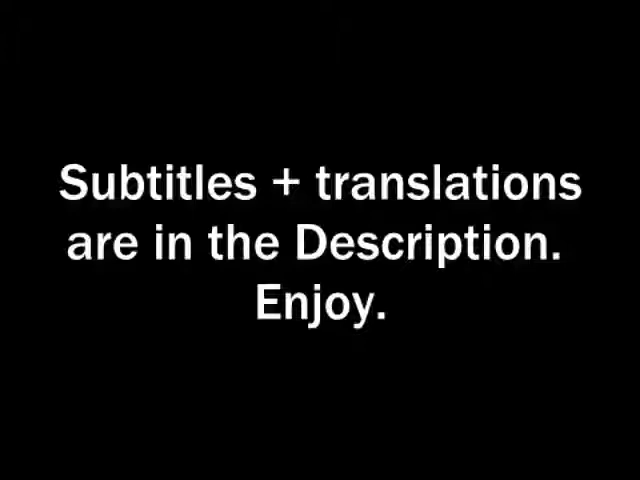 Subtitles + translations
are in the Description.
Enjoy.